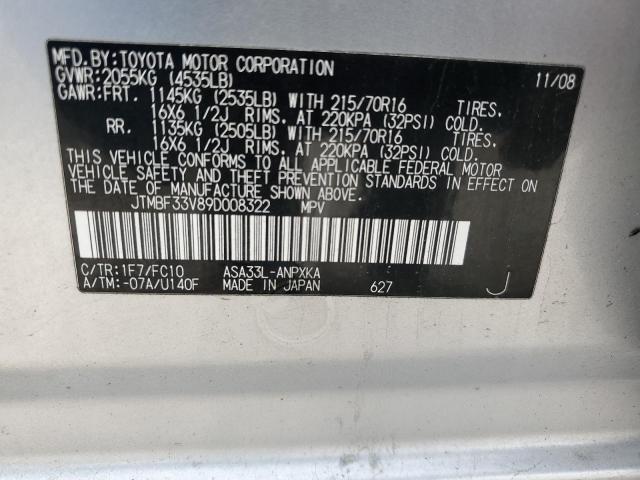 MFD. BY: TOYOTA MOTOR CORPORATION 11/08
GVWR: 2055KG (4535LB)
GAWR: FRT. 1145KG (2535LB) WITH 215/70R16 TIRES,
16X6 1/2J RIMS, AT 220KPA (32PSI) COLD.
RR. 1135KG (2505LB) WITH 215/70R16 TIRES,
16X6 1/2J RIMS, AT 220KPA (32PSI) COLD.
THIS VEHICLE CONFORMS TO ALL APPLICABLE FEDERAL MOTOR
VEHICLE SAFETY AND THEFT PREVENTION STANDARDS IN EFFECT ON
THE DATE OF MANUFACTURE SHOWN ABOVE.
JTMBF33V89D008322 MPV
C/TR: 1F7/FC10 ASA33L-ANPXKA
A/TM: -07A/U140F MADE IN JAPAN 627 J